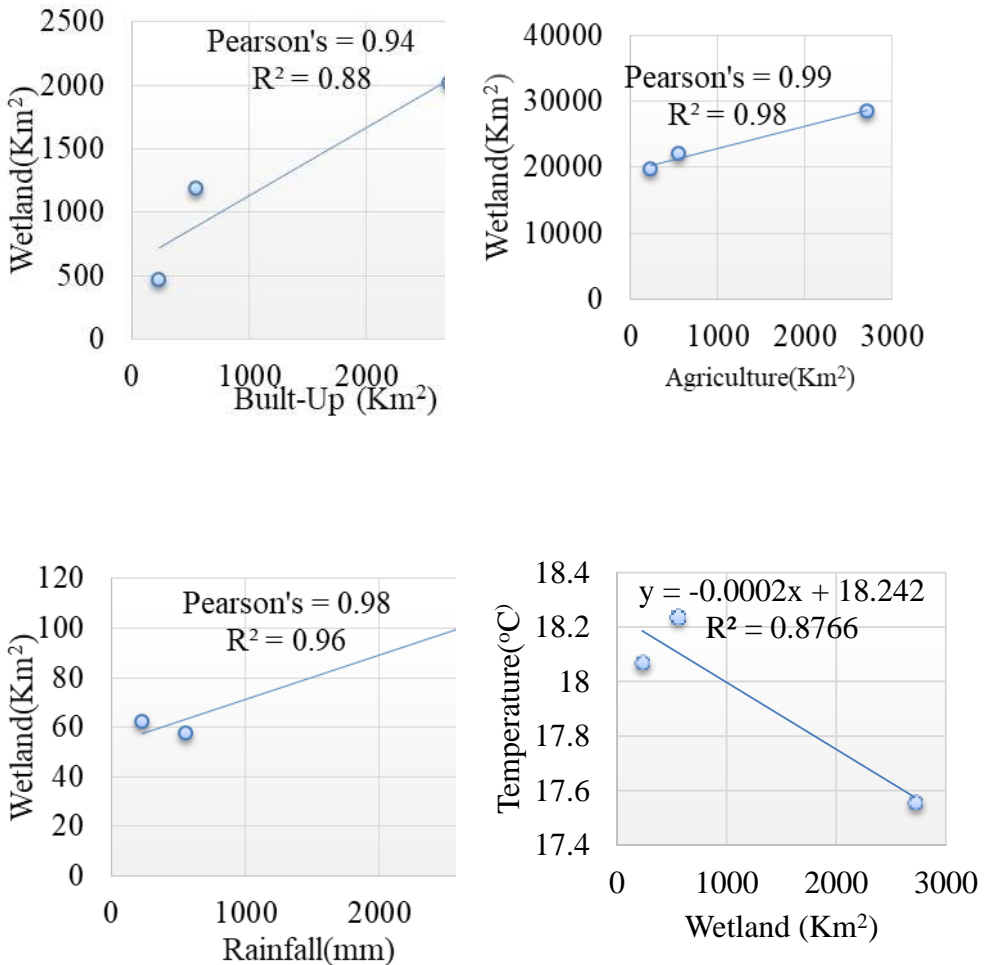 2500
2000
1500
1000
500
0
Wetland(Km²)
Pearson's = 0.94
R² = 0.88
0 1000 2000
Built-Up (Km²)
40000
30000
20000
10000
0
Wetland(Km²)
Pearson's = 0.99
R² = 0.98
0 1000 2000 3000
Agriculture(Km²)
120
100
80
60
40
20
0
Wetland(Km²)
Pearson's = 0.98
R² = 0.96
0 1000 2000
Rainfall(mm)
18.4
18.2
18
17.8
17.6
17.4
Temperature(°C)
y = -0.0002x + 18.242
R² = 0.8766
0 1000 2000 3000
Wetland (Km²)